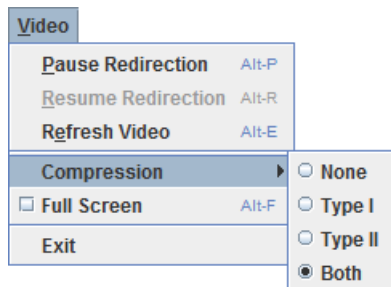 Video
Pause Redirection Alt-P
Resume Redirection Alt-R
Refresh Video Alt-E
Compression
None
Full Screen Alt-F
Type I
Exit
Type II
Both